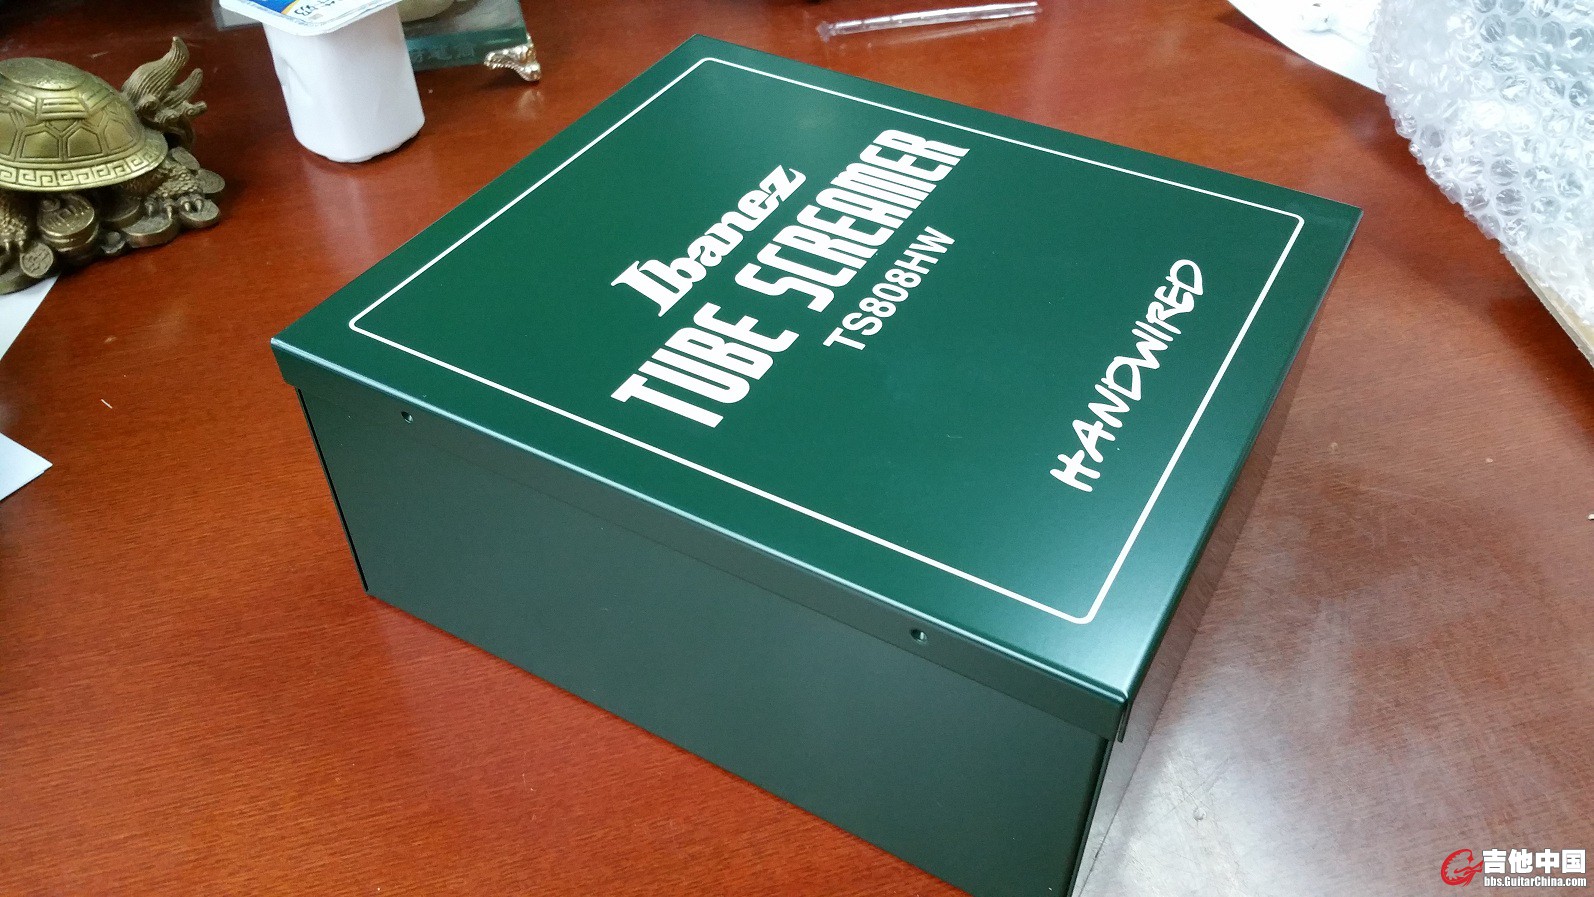 Ibanez
TUBE SCREAMER
TS808HW
HANDWIRED
吉他中国
bbs.GuitarChina.com